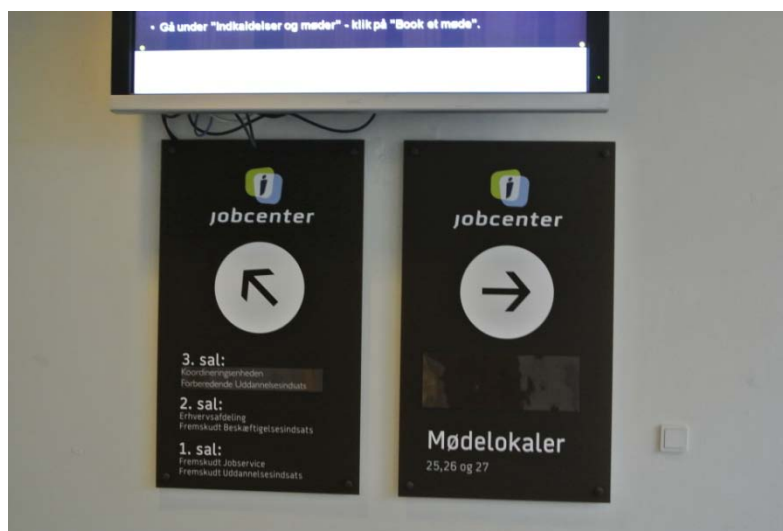 • Gå under "Indkaldelser og møder" - klik på "Book et møde".
jobcenter
3. sal:
Koordineringsenheden
Forberedende Uddannelsesindsats
2. sal:
Erhvervsafdeling
Fremskudt Beskæftigelsesindsats
1. sal:
Fremskudt Jobservice
Fremskudt Uddannelsesindsats
jobcenter
Mødelokaler
25,26 og 27